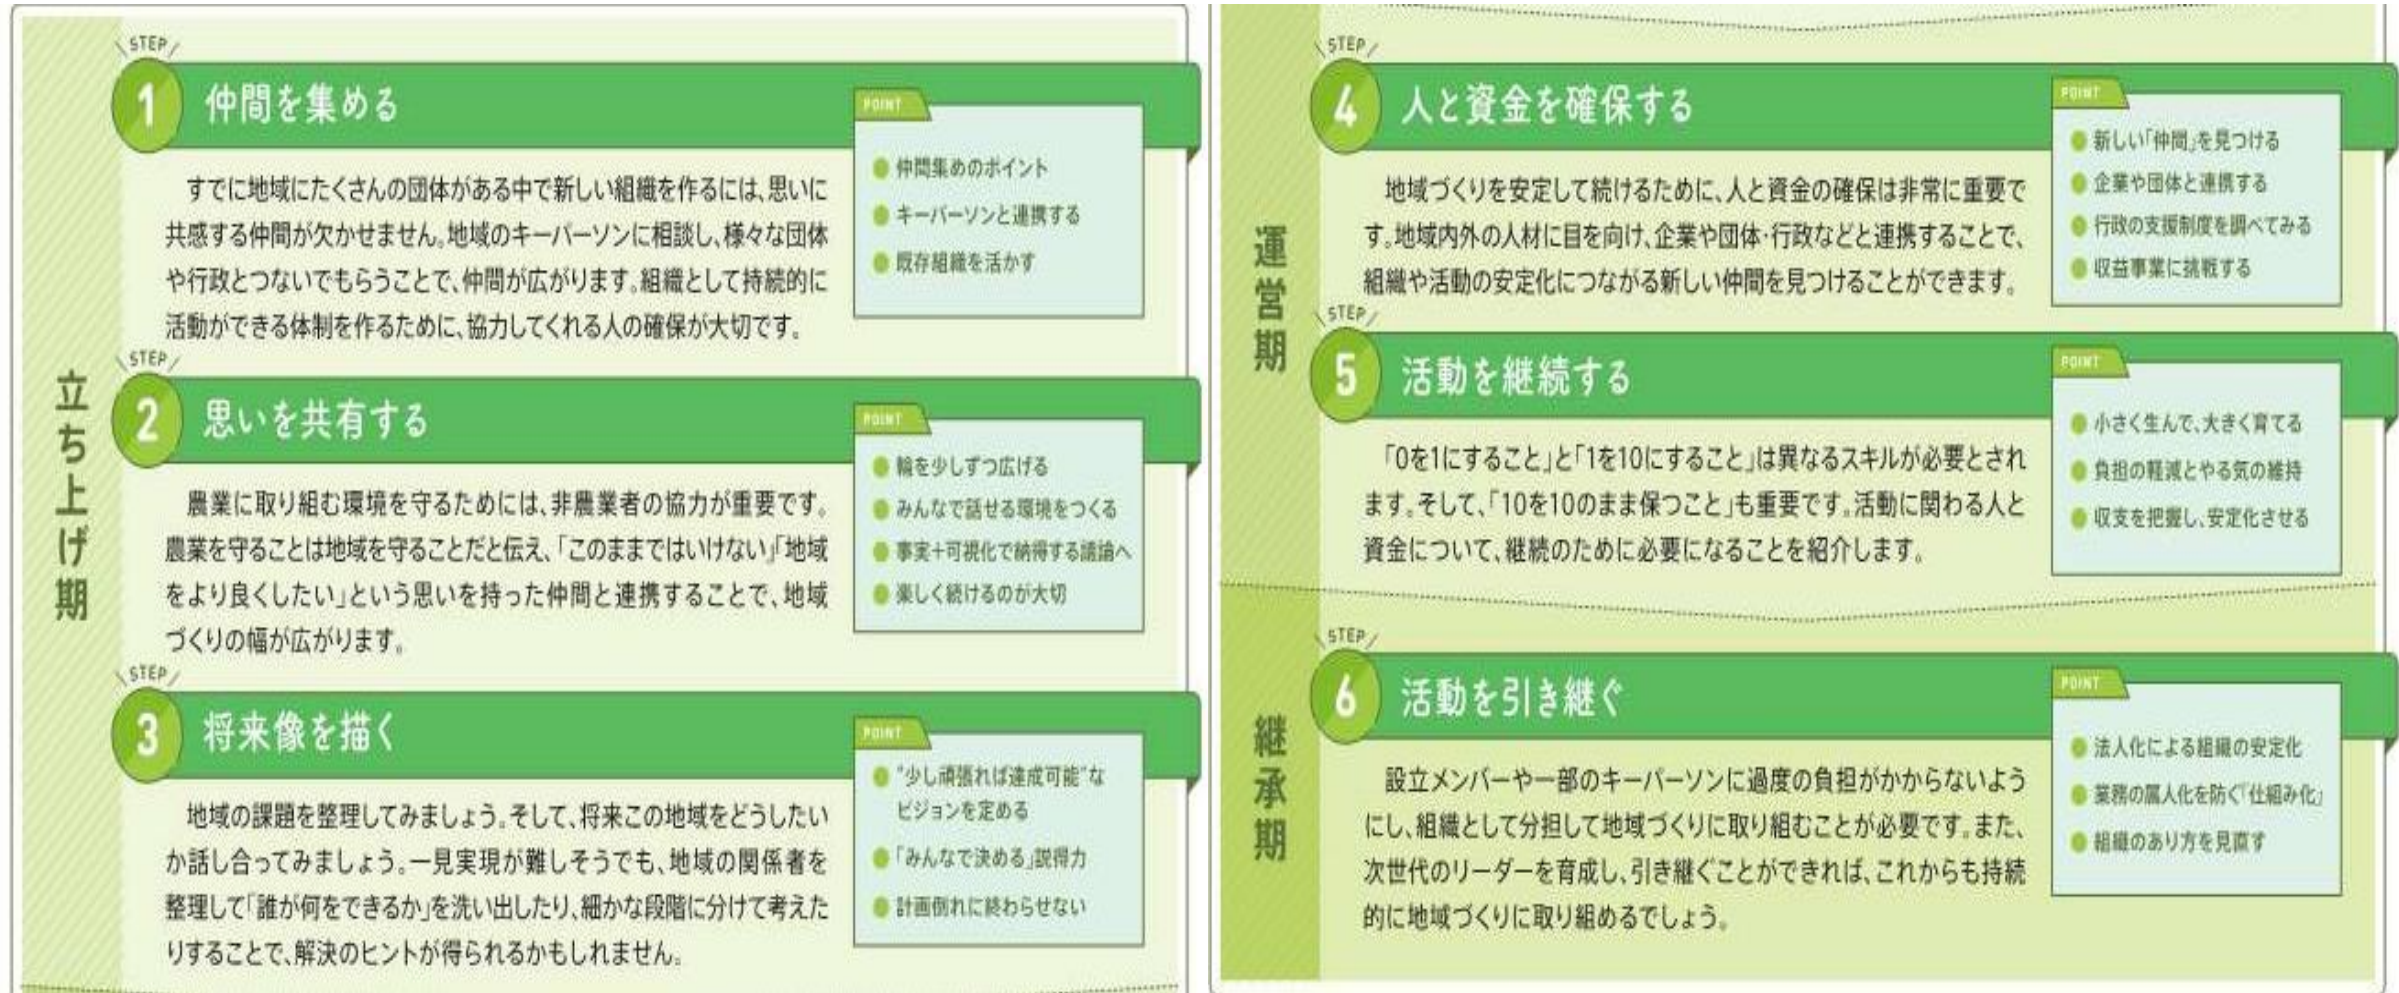 立ち上げ期
STEP
1
仲間を集める
すでに地域にたくさんの団体がある中で新しい組織を作るには、思いに
共感する仲間が欠かせません。地域のキーパーソンに相談し、様々な団体
や行政とつないでもらうことで、仲間が広がります。組織として持続的に
活動ができる体制を作るために、協力してくれる人の確保が大切です。
POINT
● 仲間集めのポイント
● キーパーソンと連携する
● 既存組織を活かす
STEP
2
思いを共有する
農業に取り組む環境を守るためには、非農業者の協力が重要です。
農業を守ることは地域を守ることだと伝え、「このままではいけない」「地域
をより良くしたい」という思いを持った仲間と連携することで、地域
づくりの幅が広がります。
POINT
● 輪を少しずつ広げる
● みんなで話せる環境をつくる
● 事実+可視化で納得する議論へ
● 楽しく続けるのが大切
STEP
3
将来像を描く
地域の課題を整理してみましょう。そして、将来この地域をどうしたい
か話し合ってみましょう。一見実現が難しそうでも、地域の関係者を
整理して「誰が何をできるか」を洗い出したり、細かな段階に分けて考えた
りすることで、解決のヒントが得られるかもしれません。
POINT
● “少し頑張れば達成可能”な
ビジョンを定める
● 「みんなで決める」説得力
● 計画倒れに終わらせない
運営期
STEP
4
人と資金を確保する
地域づくりを安定して続けるために、人と資金の確保は非常に重要で
す。地域内外の人材に目を向け、企業や団体・行政などと連携することで、
組織や活動の安定化につながる新しい仲間を見つけることができます。
POINT
● 新しい「仲間」を見つける
● 企業や団体と連携する
● 行政の支援制度を調べてみる
● 収益事業に挑戦する
STEP
5
活動を継続する
「0を1にすること」と「1を10にすること」は異なるスキルが必要とされ
ます。そして、「10を10のまま保つこと」も重要です。活動に関わる人と
資金について、継続のために必要になることを紹介します。
POINT
● 小さく生んで、大きく育てる
● 負担の軽減とやる気の維持
● 収支を把握し、安定化させる
継承期
STEP
6
活動を引き継ぐ
設立メンバーや一部のキーパーソンに過度の負担がかからないよう
にし、組織として分担して地域づくりに取り組むことが必要です。また、
次世代のリーダーを育成し、引き継ぐことができれば、これからも持続
的に地域づくりに取り組めるでしょう。
POINT
● 法人化による組織の安定化
● 業務の属人化を防ぐ「仕組み化」
● 組織のあり方を見直す